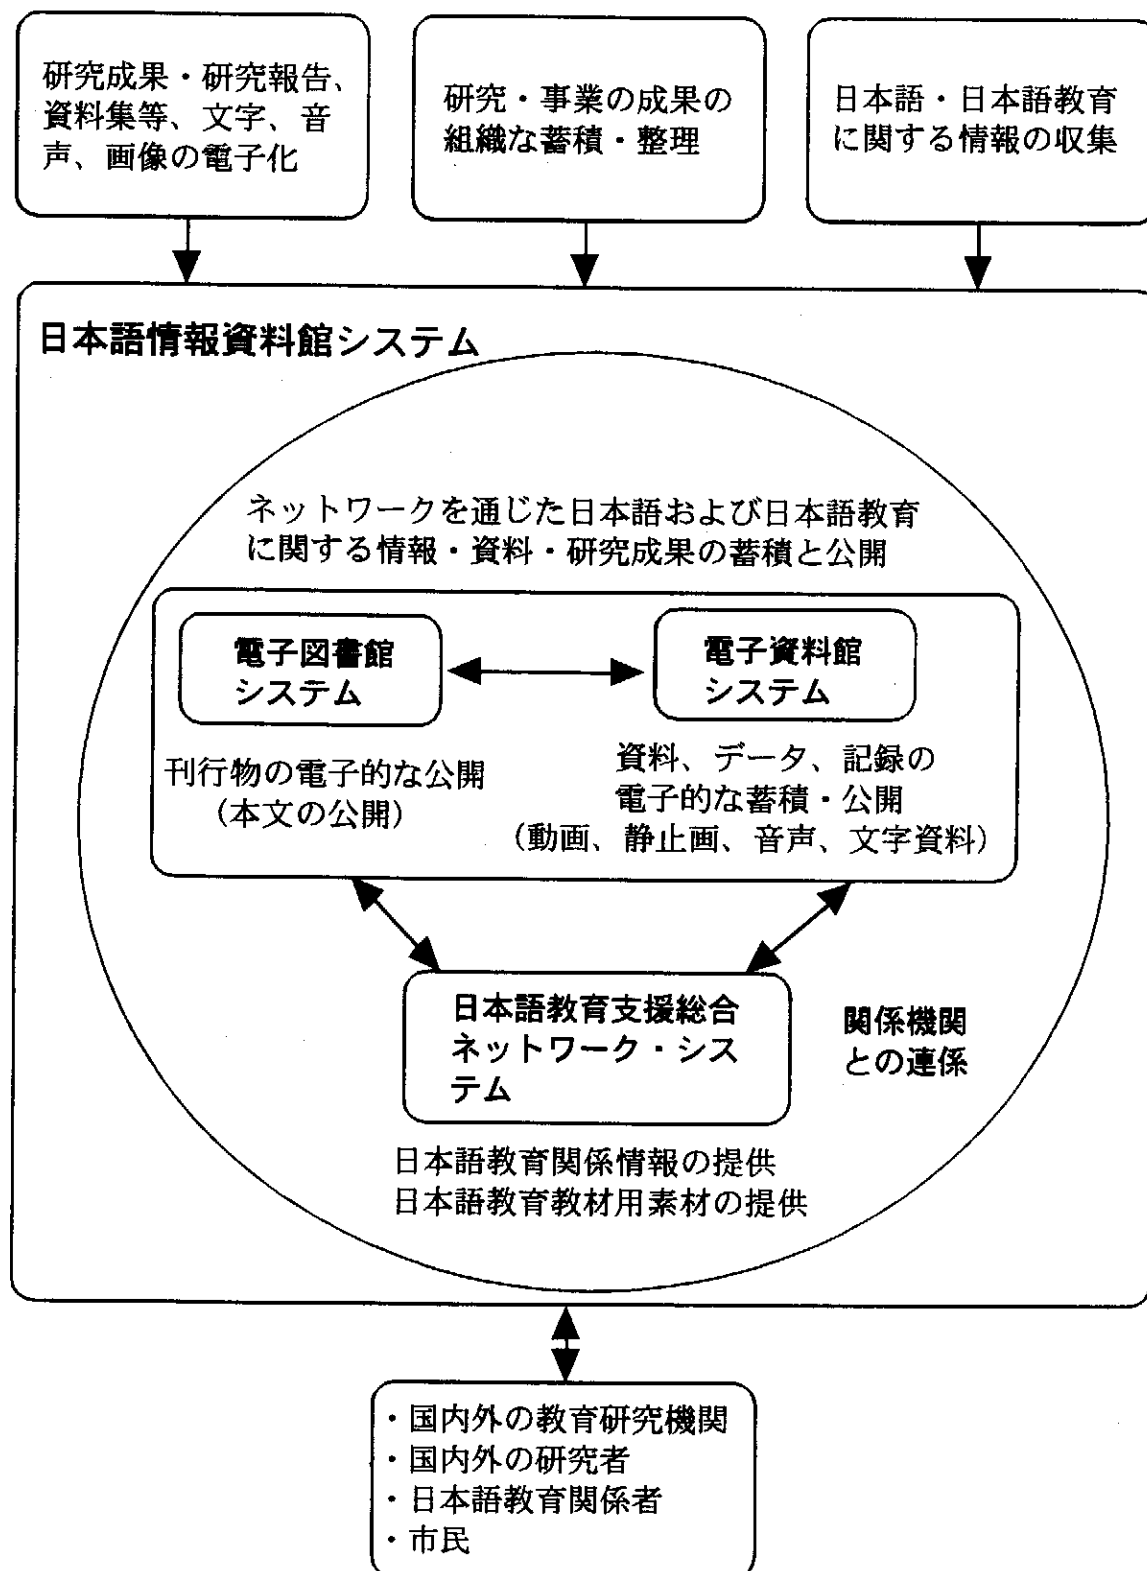 研究成果・研究報告、
資料集等、文字、音
声、画像の電子化
研究・事業の成果の
組織な蓄積・整理
日本語・日本語教育
に関する情報の収集
日本語情報資料館システム
ネットワークを通じた日本語および日本語教育
に関する情報・資料・研究成果の蓄積と公開
電子図書館
システム
電子資料館
システム
刊行物の電子的な公開
（本文の公開）
資料、データ、記録の
電子的な蓄積・公開
（動画、静止画、音声、文字資料）
日本語教育支援総合
ネットワーク・シス
テム
関係機関
との連係
日本語教育関係情報の提供
日本語教育教材用素材の提供
・国内外の教育研究機関
・国内外の研究者
・日本語教育関係者
・市民